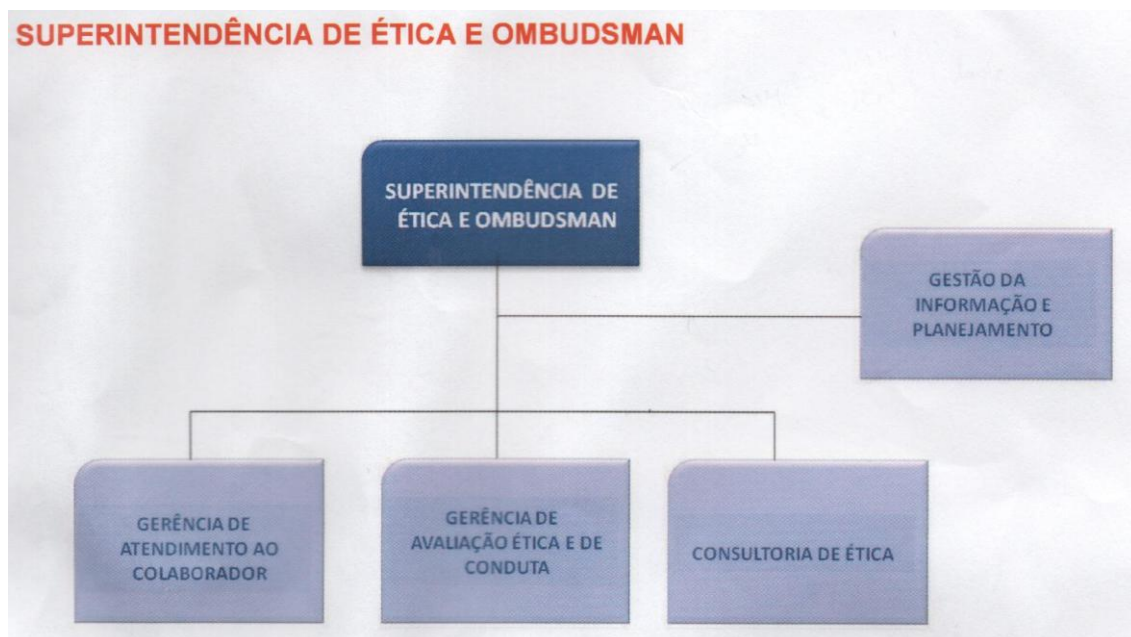 SUPERINTENDÊNCIA DE ÉTICA E OMBUDSMAN
SUPERINTENDÊNCIA DE
ÉTICA E OMBUDSMAN
GESTÃO DA
INFORMAÇÃO E
PLANEJAMENTO
GERÊNCIA DE
ATENDIMENTO AO
COLABORADOR
GERÊNCIA DE
AVALIAÇÃO ÉTICA E DE
CONDUTA
CONSULTORIA DE ÉTICA